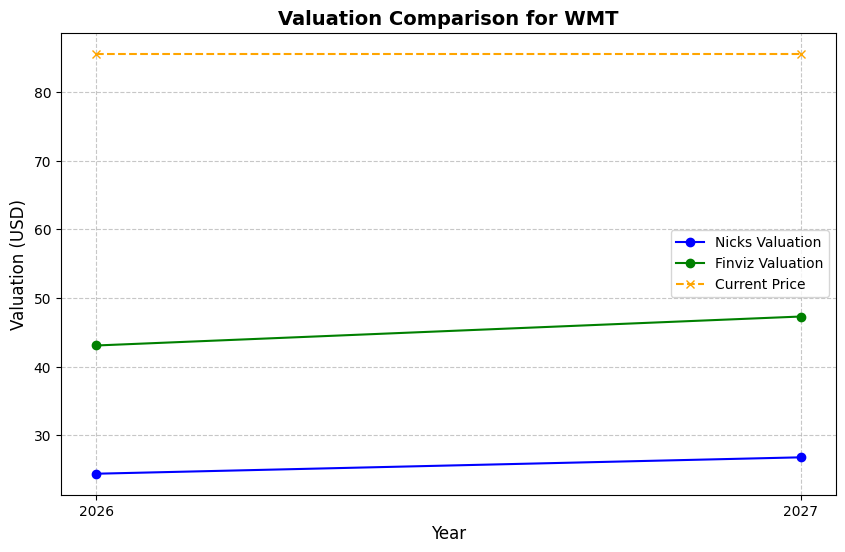 Valuation Comparison for WMT
Valuation (USD)
80
70
60
50
40
30
Nicks Valuation
Finviz Valuation
Current Price
2026
2027
Year